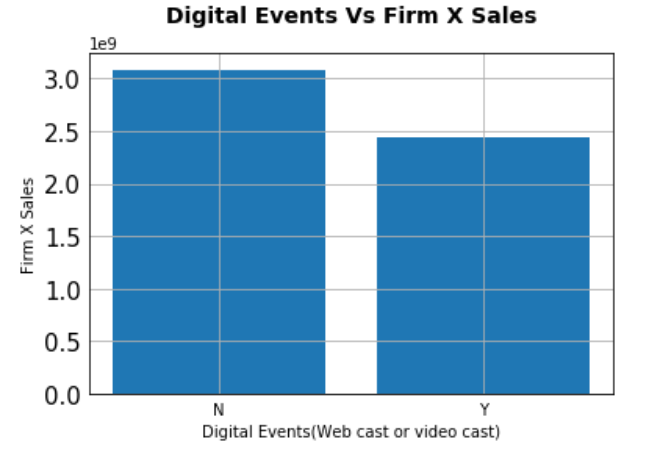 Digital Events Vs Firm X Sales
1e9
3.0
2.5
2.0
1.5
1.0
0.5
0.0
Firm X Sales
N Y
Digital Events(Web cast or video cast)